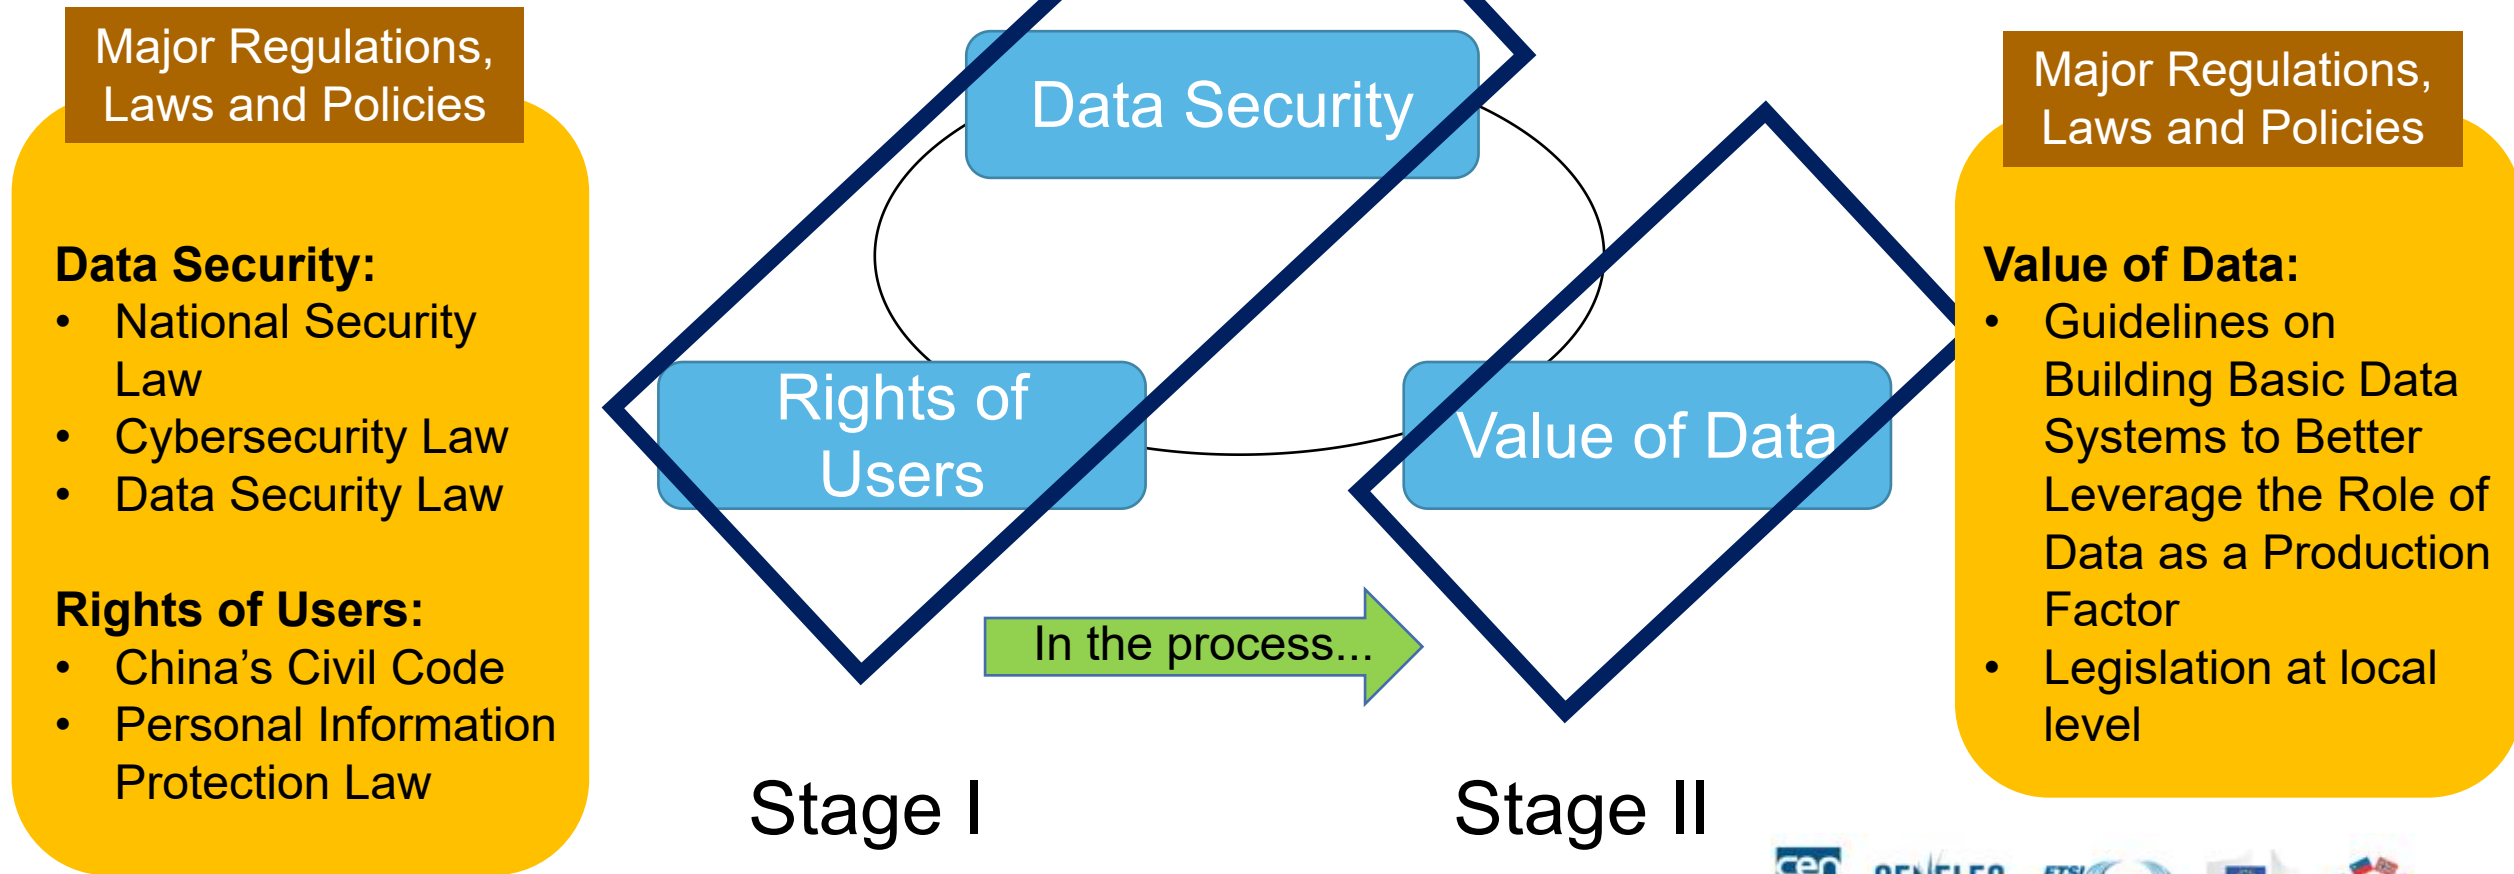 Major Regulations,
Laws and Policies
Data Security:
• National Security
Law
• Cybersecurity Law
• Data Security Law
Rights of Users:
• China’s Civil Code
• Personal Information
Protection Law
Data Security
Rights of
Users
Value of Data
In the process...
Stage I
Stage II
Major Regulations,
Laws and Policies
Value of Data:
• Guidelines on
Building Basic Data
Systems to Better
Leverage the Role of
Data as a Production
Factor
• Legislation at local
level
cen
ETSI